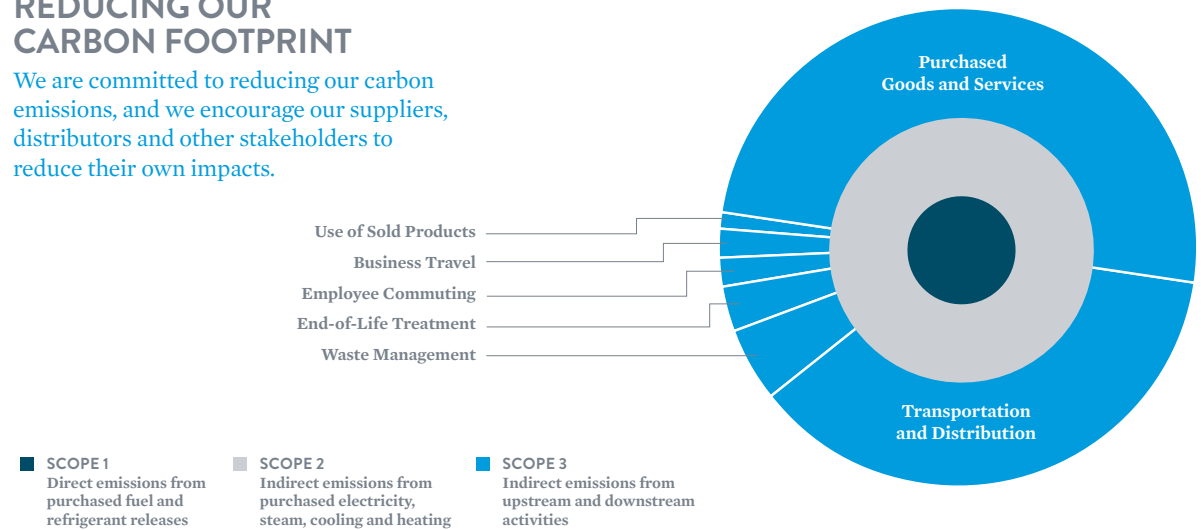 REDUCING OUR
CARBON FOOTPRINT
We are committed to reducing our carbon
emissions, and we encourage our suppliers,
distributors and other stakeholders to
reduce their own impacts.
Purchased
Goods and Services
Use of Sold Products
Business Travel
Employee Commuting
End-of-Life Treatment
Waste Management
Transportation
and Distribution
SCOPE 1
Direct emissions from
purchased fuel and
refrigerant releases
SCOPE 2
Indirect emissions from
purchased electricity,
steam, cooling and heating
SCOPE 3
Indirect emissions from
upstream and downstream
activities